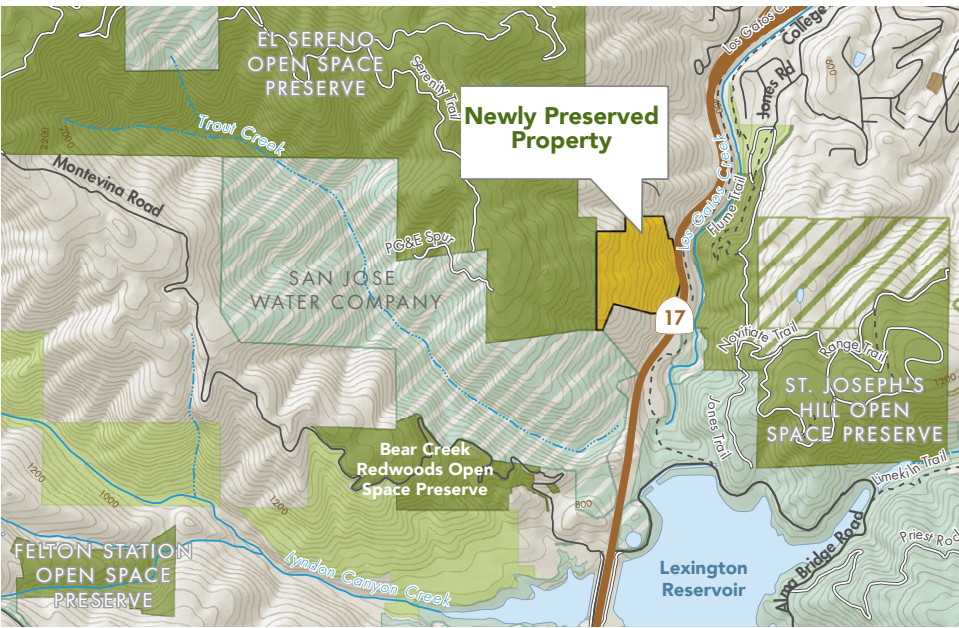 EL SERENO
OPEN SPACE
PRESERVE
Los Gatos C
College
Jones Rd
600
Serenity Trail
Newly Preserved
Property
2200
2000
Trout Creek
Montevina Road
Los Gatos Creek
Flume Trail
PG&E Spur
SAN JOSE
WATER COMPANY
17
Novitiate Trail
Range Trail
1200
ST. JOSEPH'S
HILL OPEN
SPACE PRESERVE
Jones Trail
Bear Creek
Redwoods Open
Space Preserve
Limekiln Trail
1200
1000
1200
800
Priest Roc
FELTON STATION
OPEN SPACE
PRESERVE
Lyndon Canyon Creek
Lexington
Reservoir
Alma Bridge Road